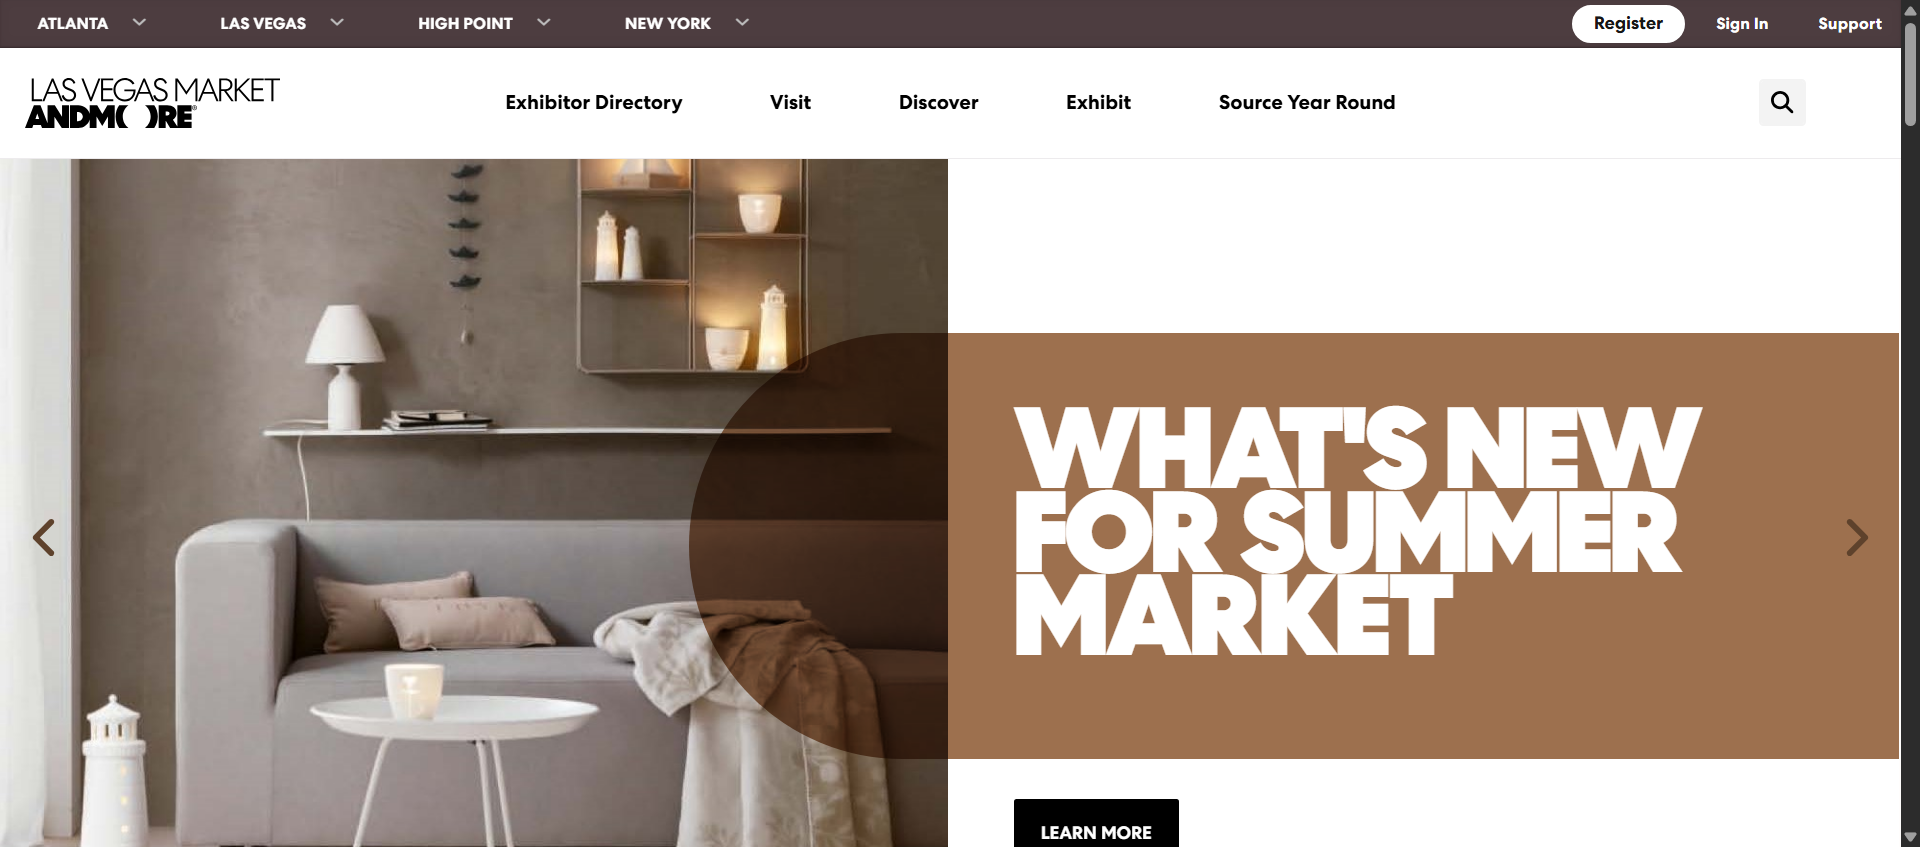 ATLANTA
LAS VEGAS
HIGH POINT
NEW YORK
Register
Sign In
Support
LAS VEGAS MARKET
ANDMORE®
Exhibitor Directory
Visit
Discover
Exhibit
Source Year Round
WHAT'S NEW
FOR SUMMER
MARKET
LEARN MORE